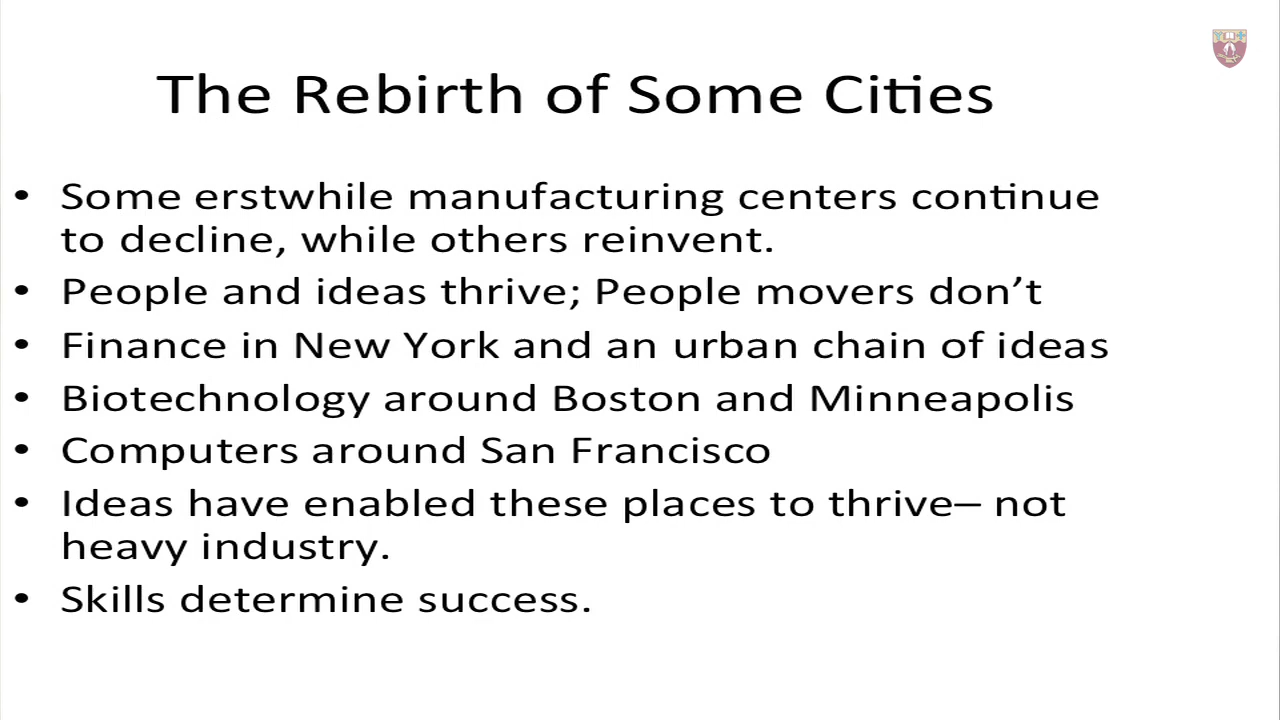 The Rebirth of Some Cities
• Some erstwhile manufacturing centers continue
to decline, while others reinvent.
• People and ideas thrive; People movers don’t
• Finance in New York and an urban chain of ideas
• Biotechnology around Boston and Minneapolis
• Computers around San Francisco
• Ideas have enabled these places to thrive– not
heavy industry.
• Skills determine success.